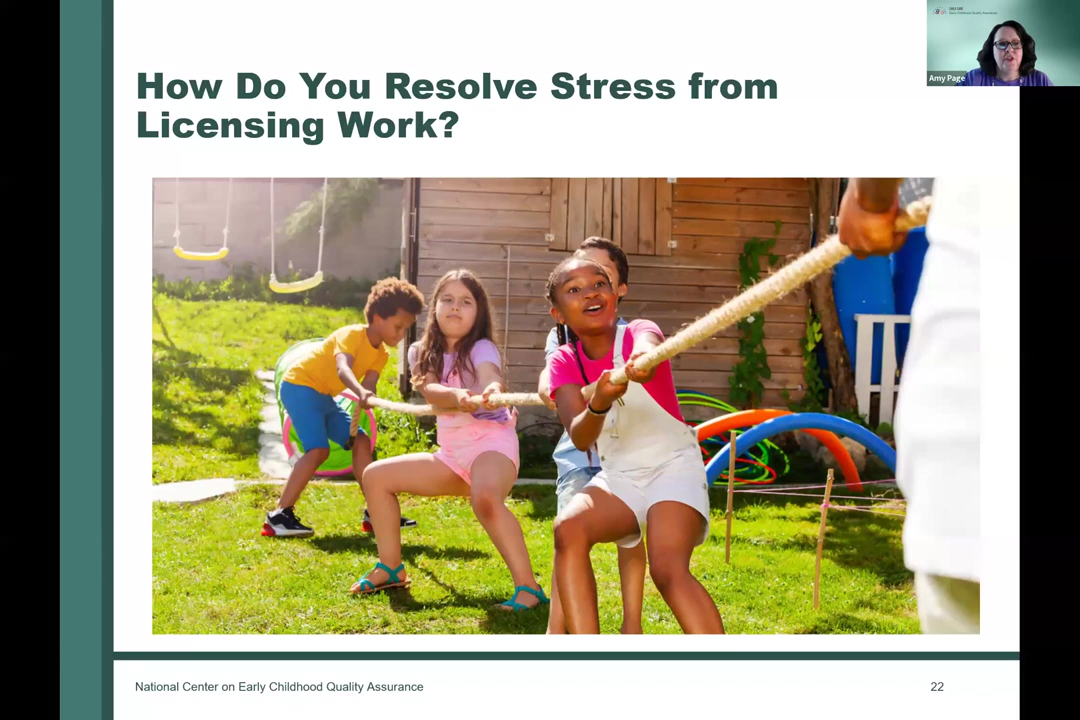 How Do You Resolve Stress from
Licensing Work?
Amy Page
National Center on Early Childhood Quality Assurance
22